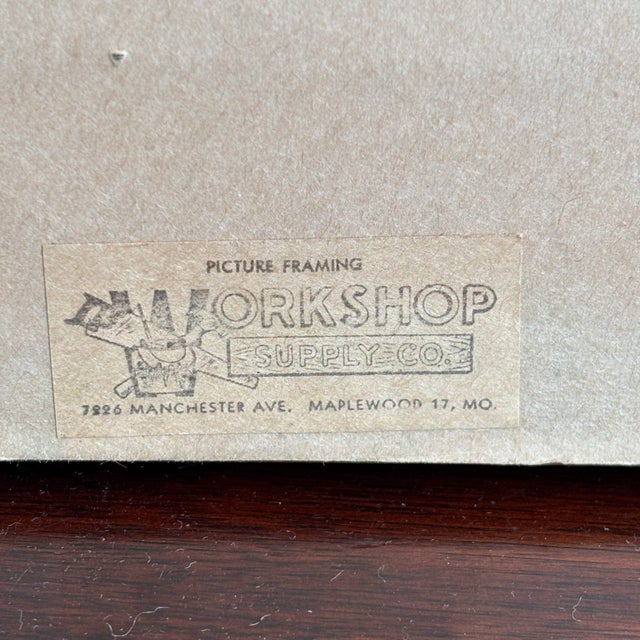 PICTURE FRAMING
WORKSHOP
SUPPLY CO.
7226 MANCHESTER AVE. MAPLEWOOD 17, MO.